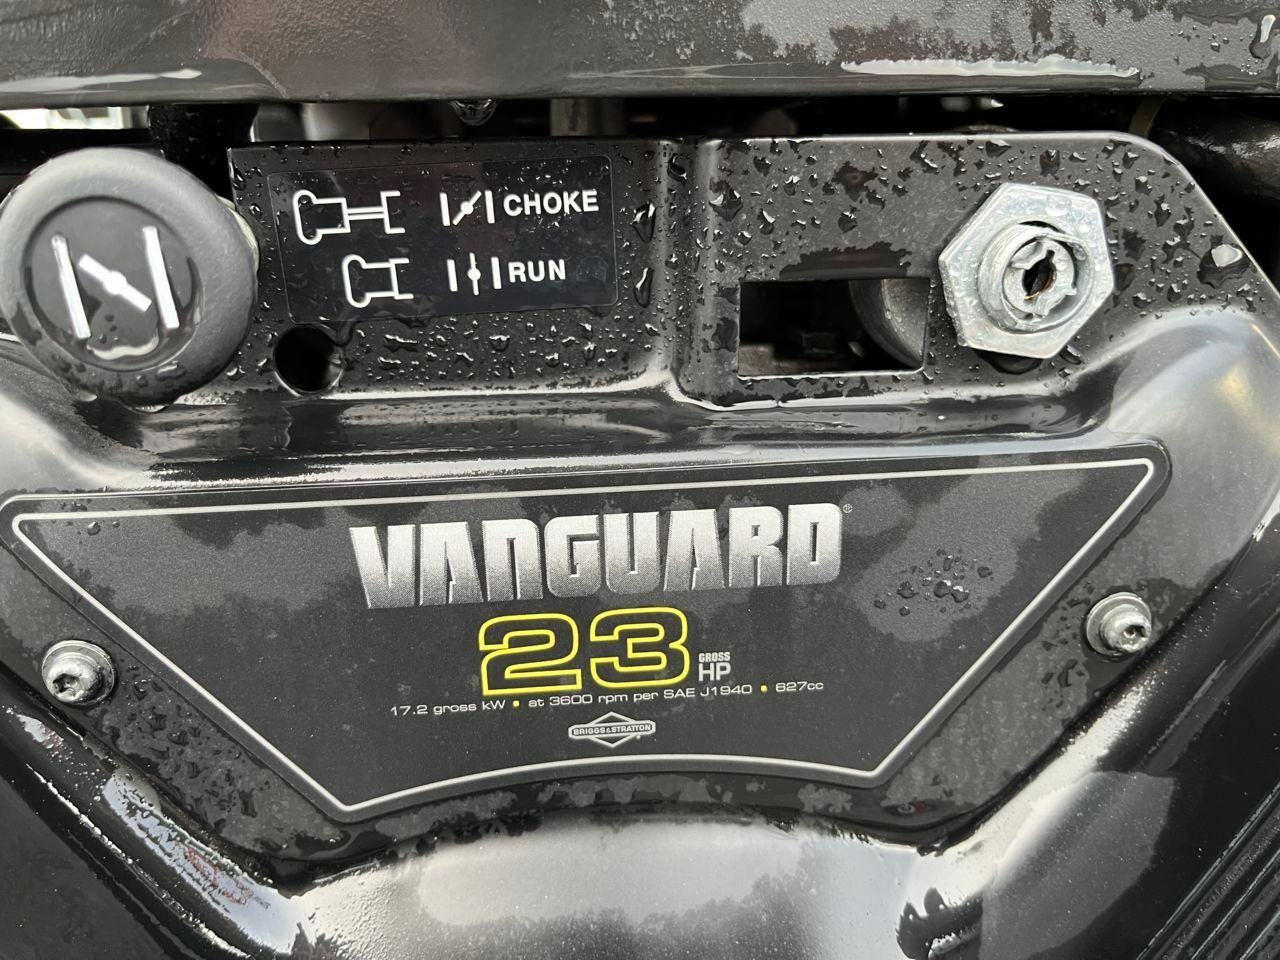 CHOKE
RUN
VANGUARD®
23 GROSS HP
17.2 gross kW • at 3600 rpm per SAE J1940 • 627cc
BRIGGS & STRATTON®